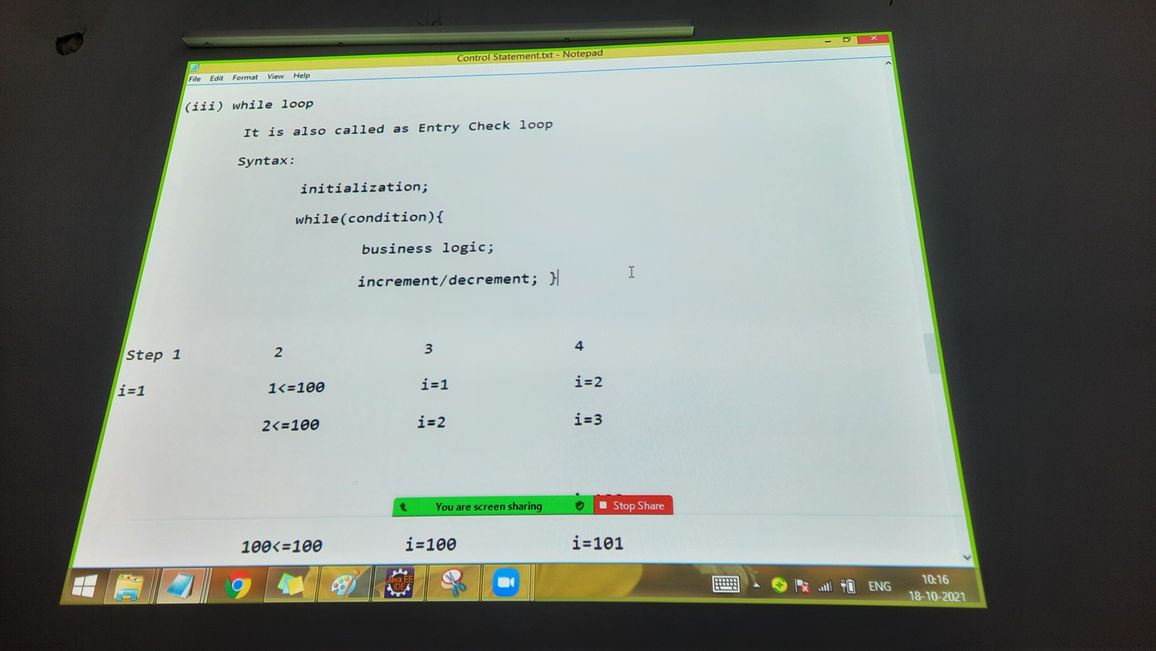 Control Statement.txt - Notepad
File Edit Format View Help
(iii) while loop
It is also called as Entry Check loop
Syntax:
initialization;
while(condition){
business logic;
increment/decrement; }
Step 1 2 3 4
i=1 1<=100 i=1 i=2
2<=100 i=2 i=3
You are screen sharing Stop Share
100<=100 i=100 i=101
Java EE
IDE
ENG
10:16
18-10-2021